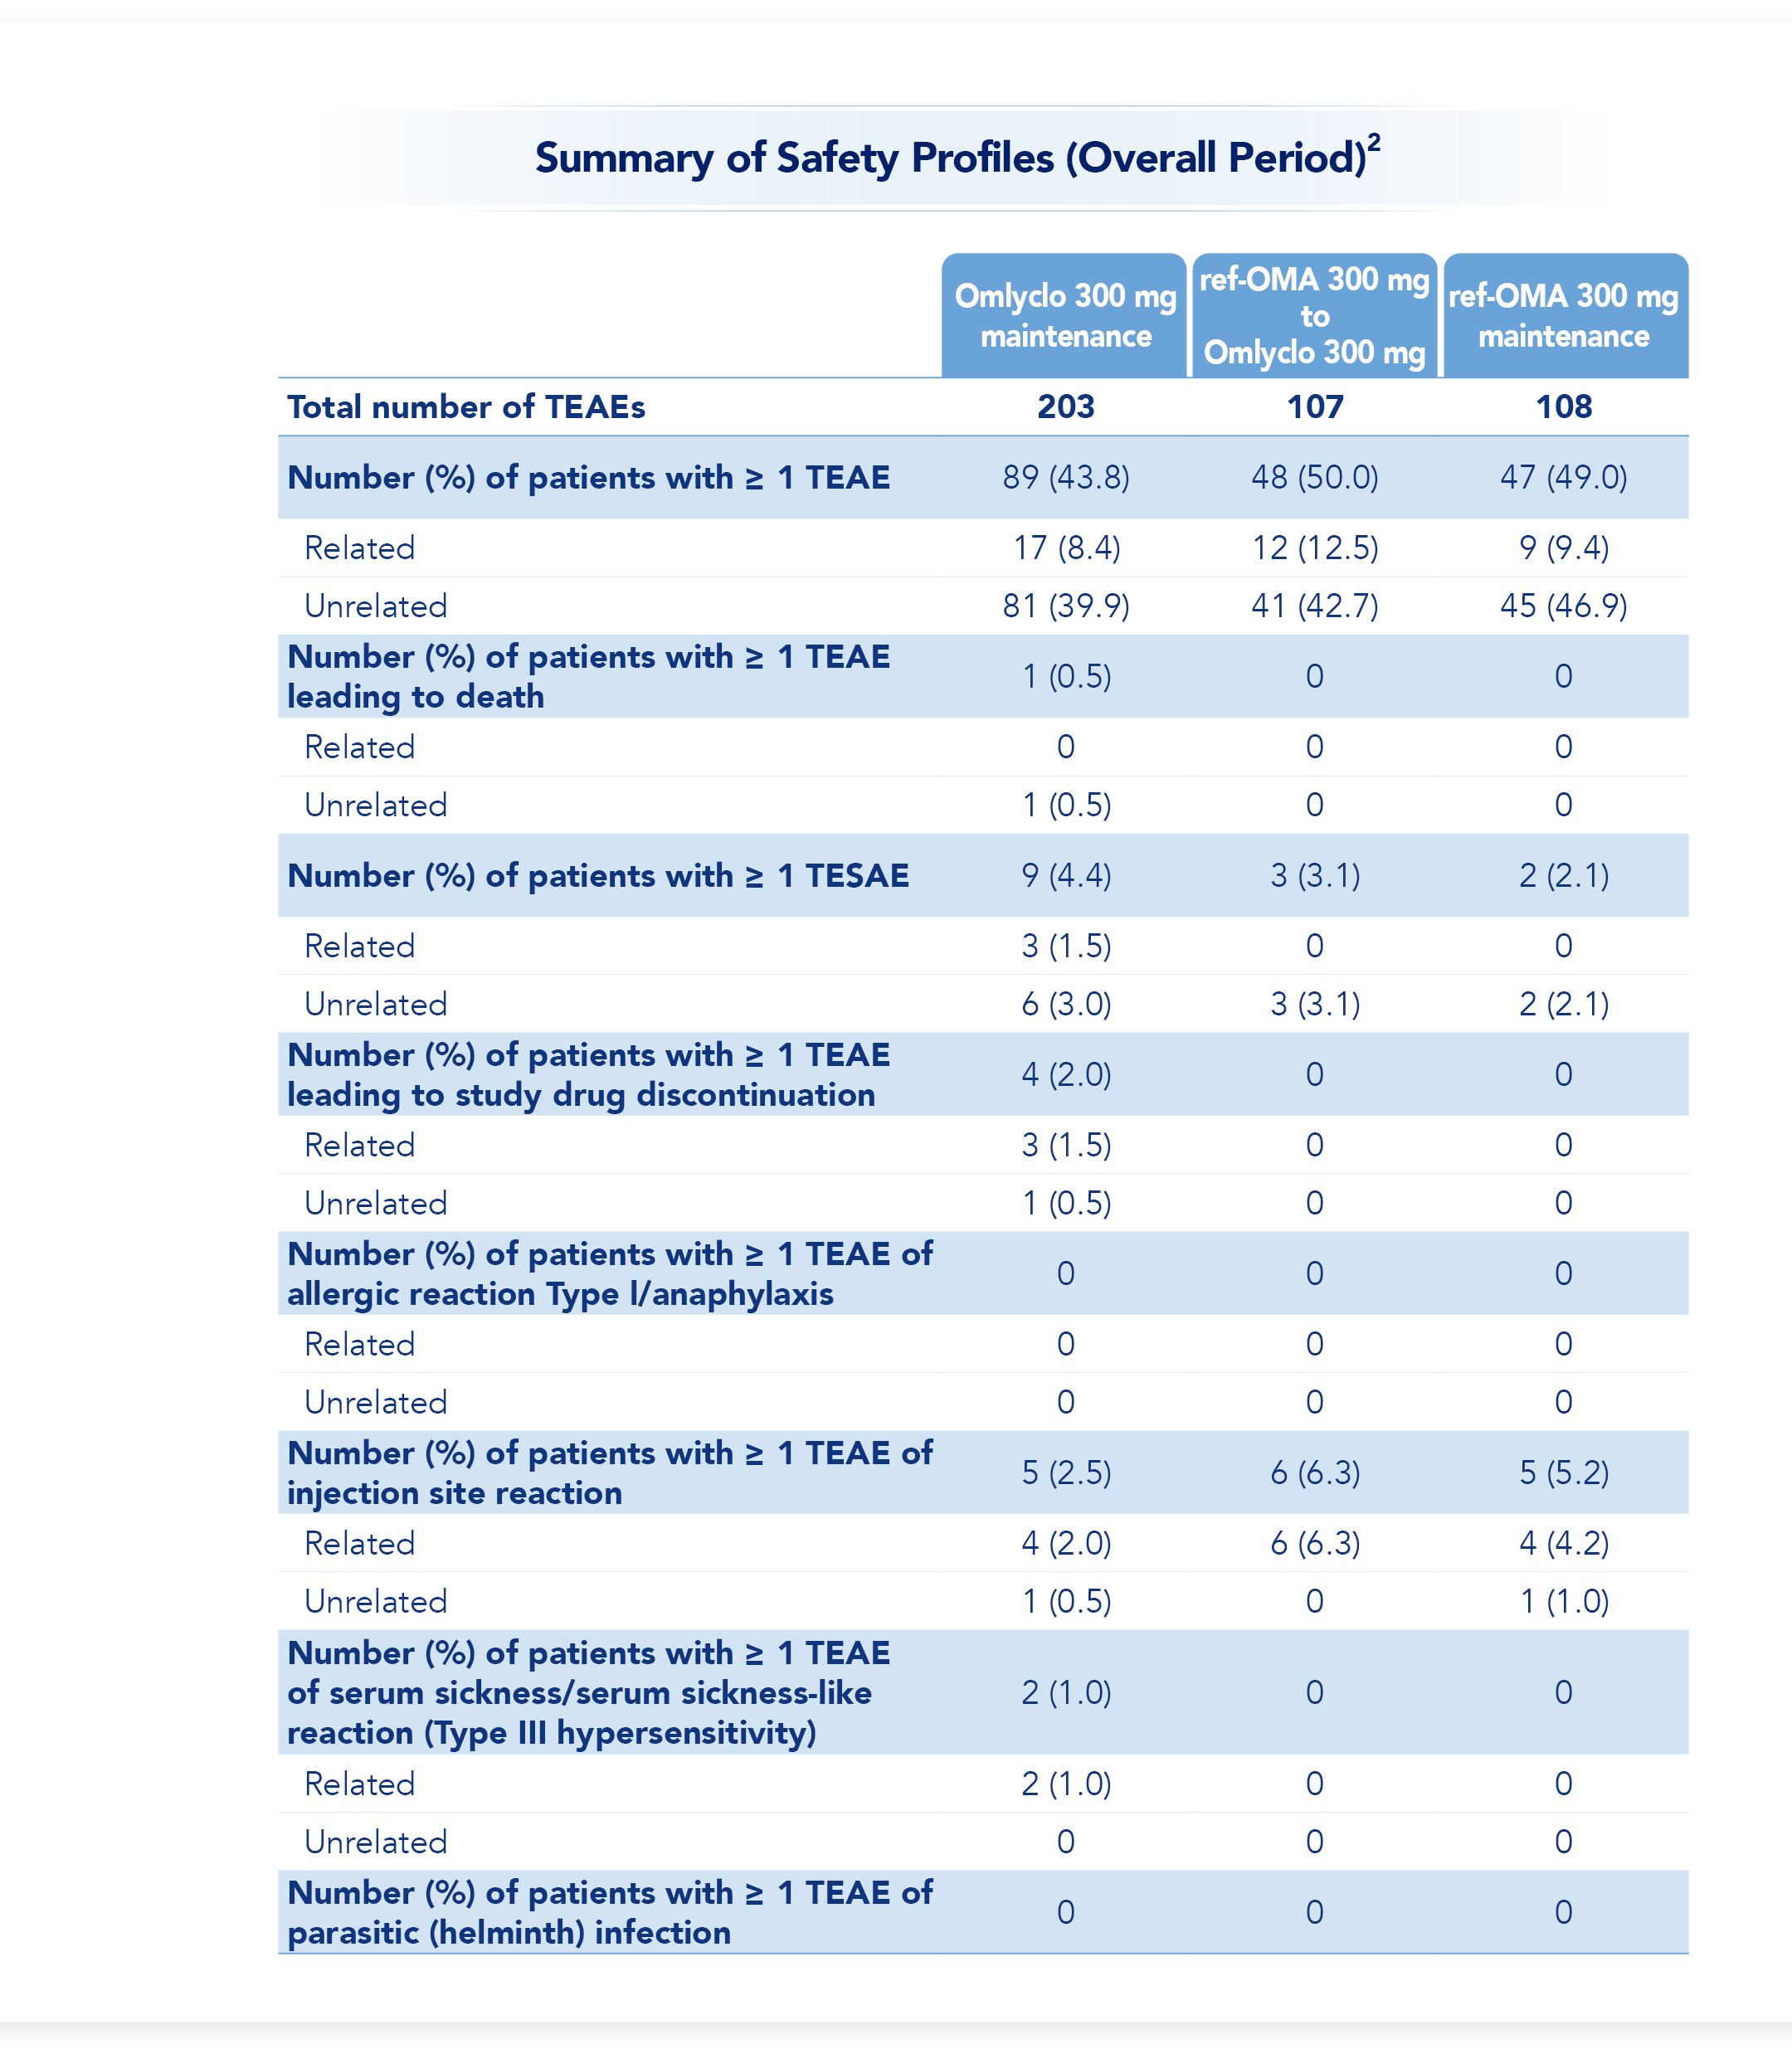 Summary of Safety Profiles (Overall Period)²
Omlyclo 300 mg
maintenance
ref-OMA 300 mg
to
Omlyclo 300 mg
ref-OMA 300 mg
maintenance
Total number of TEAEs 203 107 108
Number (%) of patients with ≥ 1 TEAE 89 (43.8) 48 (50.0) 47 (49.0)
Related 17 (8.4) 12 (12.5) 9 (9.4)
Unrelated 81 (39.9) 41 (42.7) 45 (46.9)
Number (%) of patients with ≥ 1 TEAE
leading to death 1 (0.5) 0 0
Related 0 0 0
Unrelated 1 (0.5) 0 0
Number (%) of patients with ≥ 1 TESAE 9 (4.4) 3 (3.1) 2 (2.1)
Related 3 (1.5) 0 0
Unrelated 6 (3.0) 3 (3.1) 2 (2.1)
Number (%) of patients with ≥ 1 TEAE
leading to study drug discontinuation 4 (2.0) 0 0
Related 3 (1.5) 0 0
Unrelated 1 (0.5) 0 0
Number (%) of patients with ≥ 1 TEAE of
allergic reaction Type I/anaphylaxis 0 0 0
Related 0 0 0
Unrelated 0 0 0
Number (%) of patients with ≥ 1 TEAE of
injection site reaction 5 (2.5) 6 (6.3) 5 (5.2)
Related 4 (2.0) 6 (6.3) 4 (4.2)
Unrelated 1 (0.5) 0 1 (1.0)
Number (%) of patients with ≥ 1 TEAE
of serum sickness/serum sickness-like
reaction (Type III hypersensitivity) 2 (1.0) 0 0
Related 2 (1.0) 0 0
Unrelated 0 0 0
Number (%) of patients with ≥ 1 TEAE of
parasitic (helminth) infection 0 0 0